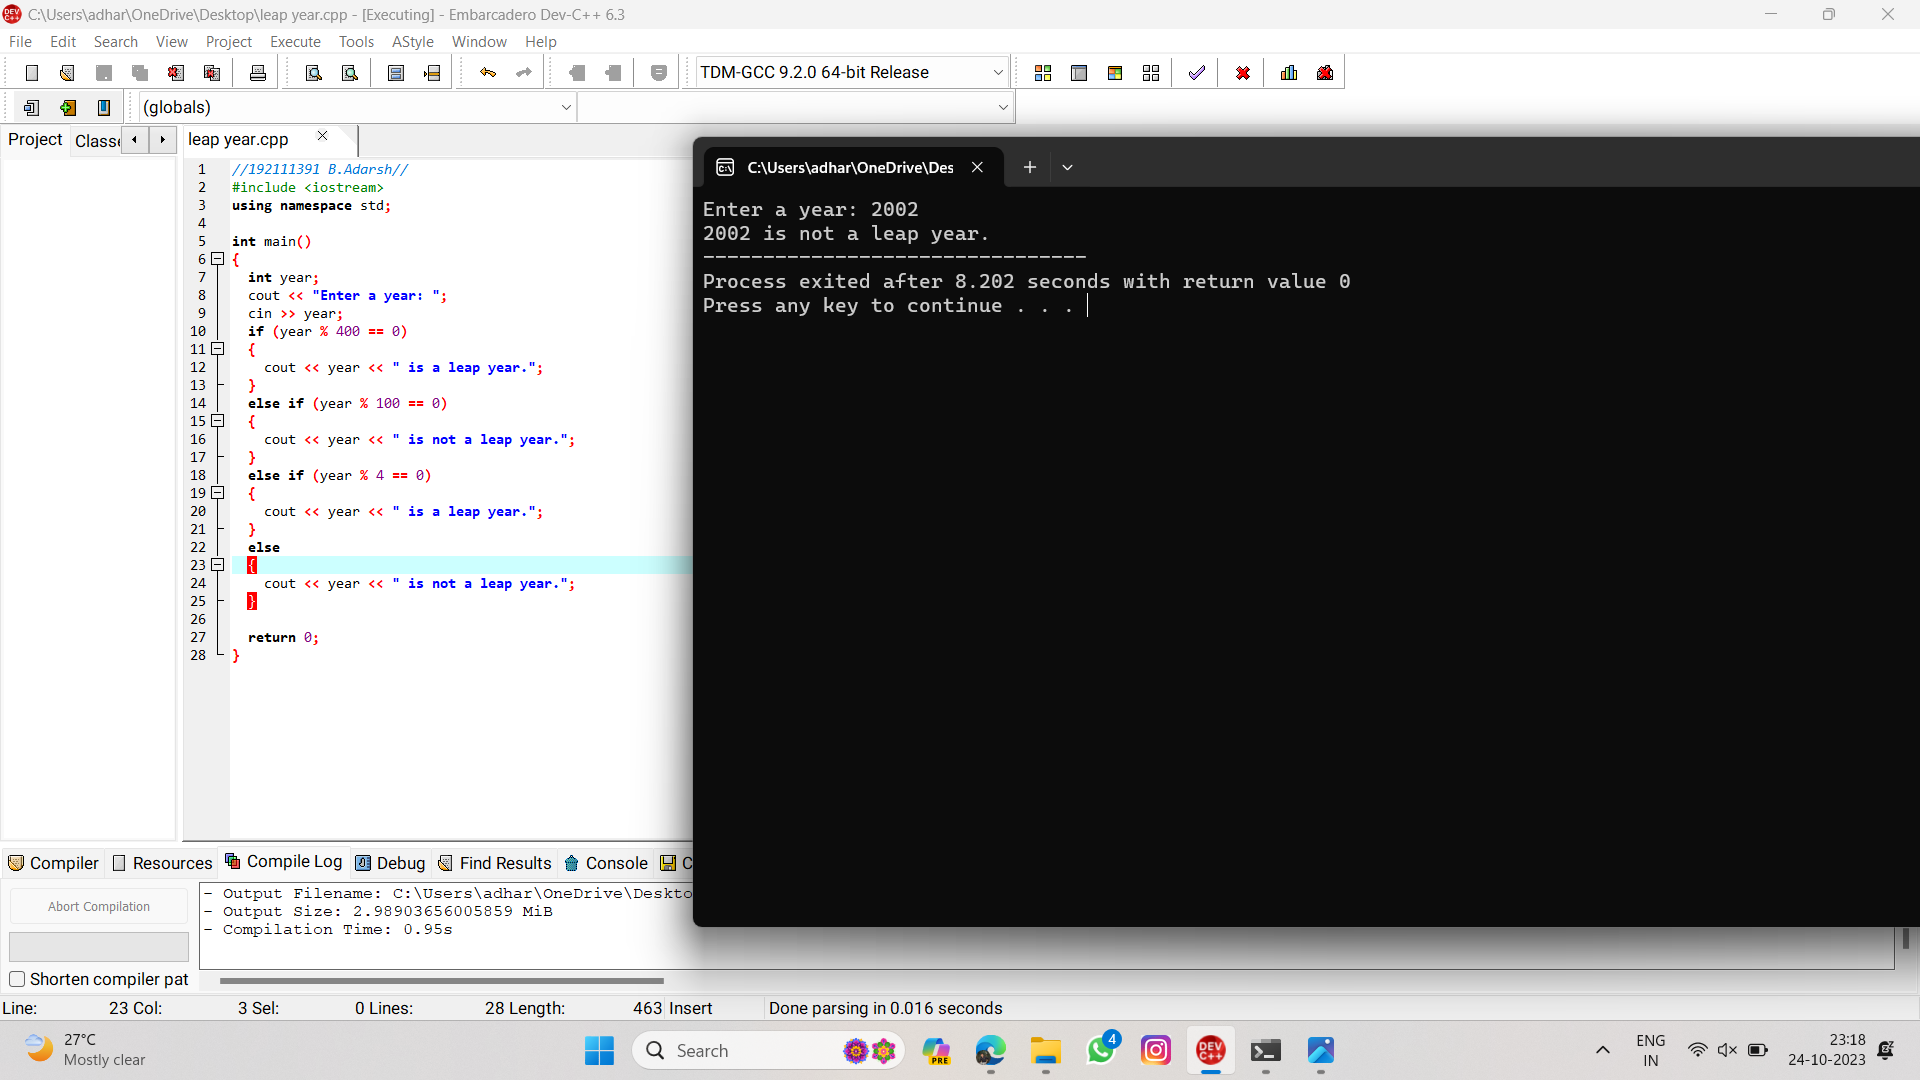 C:\Users\adhar\OneDrive\Desktop\leap year.cpp - [Executing] - Embarcadero Dev-C++ 6.3
File Edit Search View Project Execute Tools AStyle Window Help
TDM-GCC 9.2.0 64-bit Release
(globals)
Project Classe
leap year.cpp
1 //192111391 B.Adarsh//
2 #include <iostream>
3 using namespace std;
4
5 int main()
6 {
7 int year;
8 cout << "Enter a year: ";
9 cin >> year;
10 if (year % 400 == 0)
11 {
12 cout << year << " is a leap year.";
13 }
14 else if (year % 100 == 0)
15 {
16 cout << year << " is not a leap year.";
17 }
18 else if (year % 4 == 0)
19 {
20 cout << year << " is a leap year.";
21 }
22 else
23 {
24 cout << year << " is not a leap year.";
25 }
26
27 return 0;
28 }
C:\Users\adhar\OneDrive\Des
Enter a year: 2002
2002 is not a leap year.
--------------------------------
Process exited after 8.202 seconds with return value 0
Press any key to continue . . .
Compiler Resources Compile Log Debug Find Results Console C
Abort Compilation
Shorten compiler pat
- Output Filename: C:\Users\adhar\OneDrive\Deskto
- Output Size: 2.98903656005859 MiB
- Compilation Time: 0.95s
Line: 23 Col: 3 Sel: 0 Lines: 28 Length: 463 Insert Done parsing in 0.016 seconds
27°C
Mostly clear
Search
PRE
4
DEV C++
ENG
IN
23:18
24-10-2023